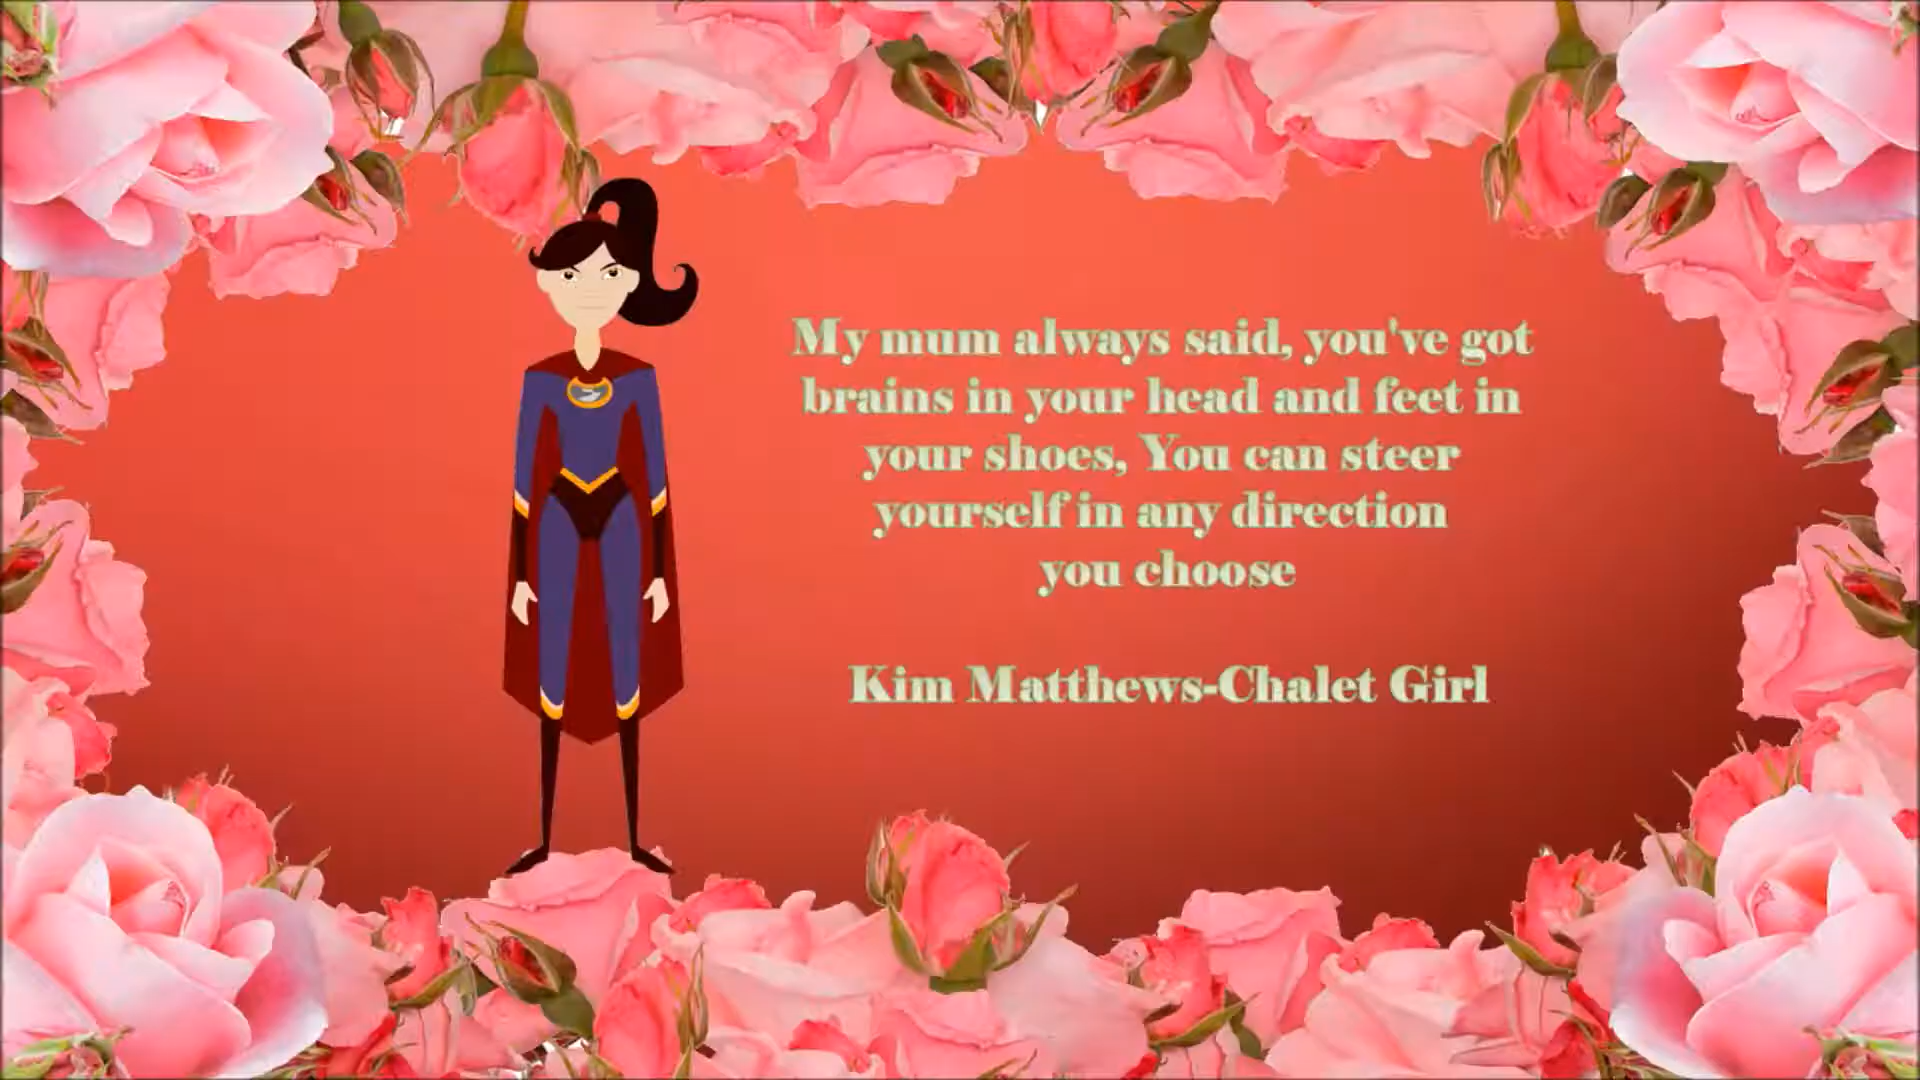 My mum always said, you've got
brains in your head and feet in
your shoes, You can steer
yourself in any direction
you choose
Kim Matthews-Chalet Girl